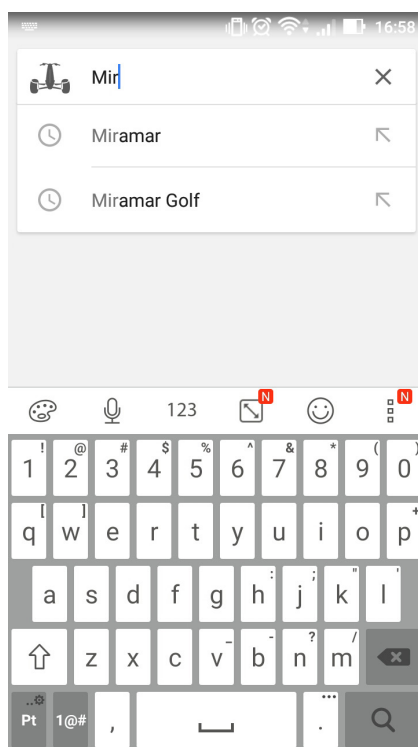 16:58
Mir
Miramar
Miramar Golf
123 N N
! @ # $ % ^ & * ( )
1 2 3 4 5 6 7 8 9 0
[ ] +
q w e r t y u i o p
: ; " '
a s d f g h j k l
_ - ? /
z x c v b n m
Pt 1@# , .